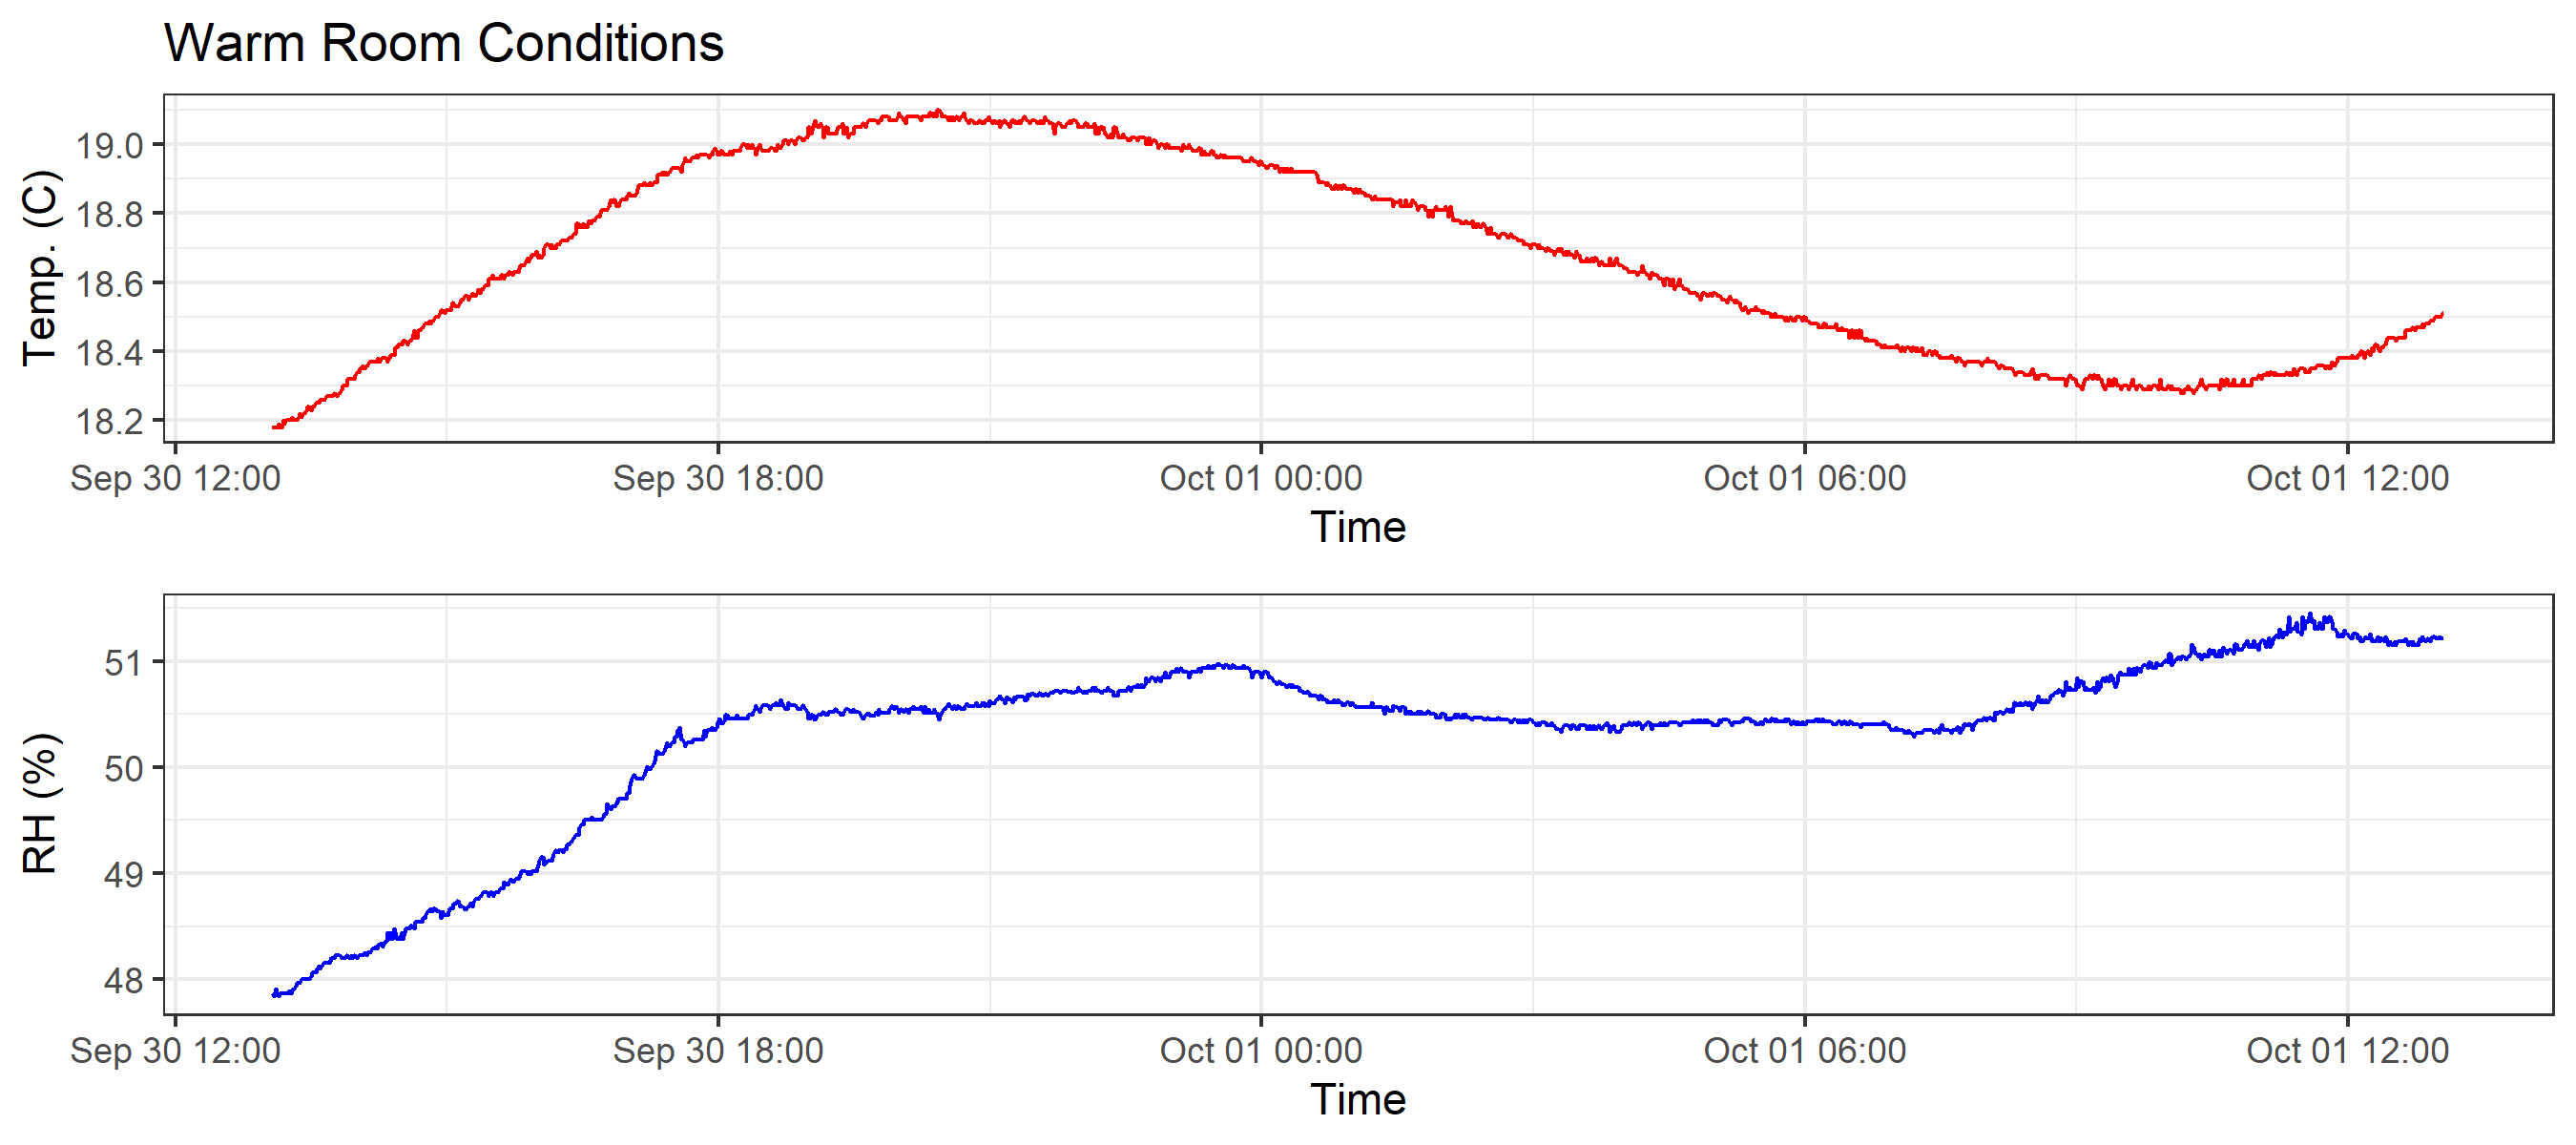 Warm Room Conditions
Temp. (C)
19.0
18.8
18.6
18.4
18.2
Sep 30 12:00 Sep 30 18:00 Oct 01 00:00 Oct 01 06:00 Oct 01 12:00
Time
RH (%)
51
50
49
48
Sep 30 12:00 Sep 30 18:00 Oct 01 00:00 Oct 01 06:00 Oct 01 12:00
Time